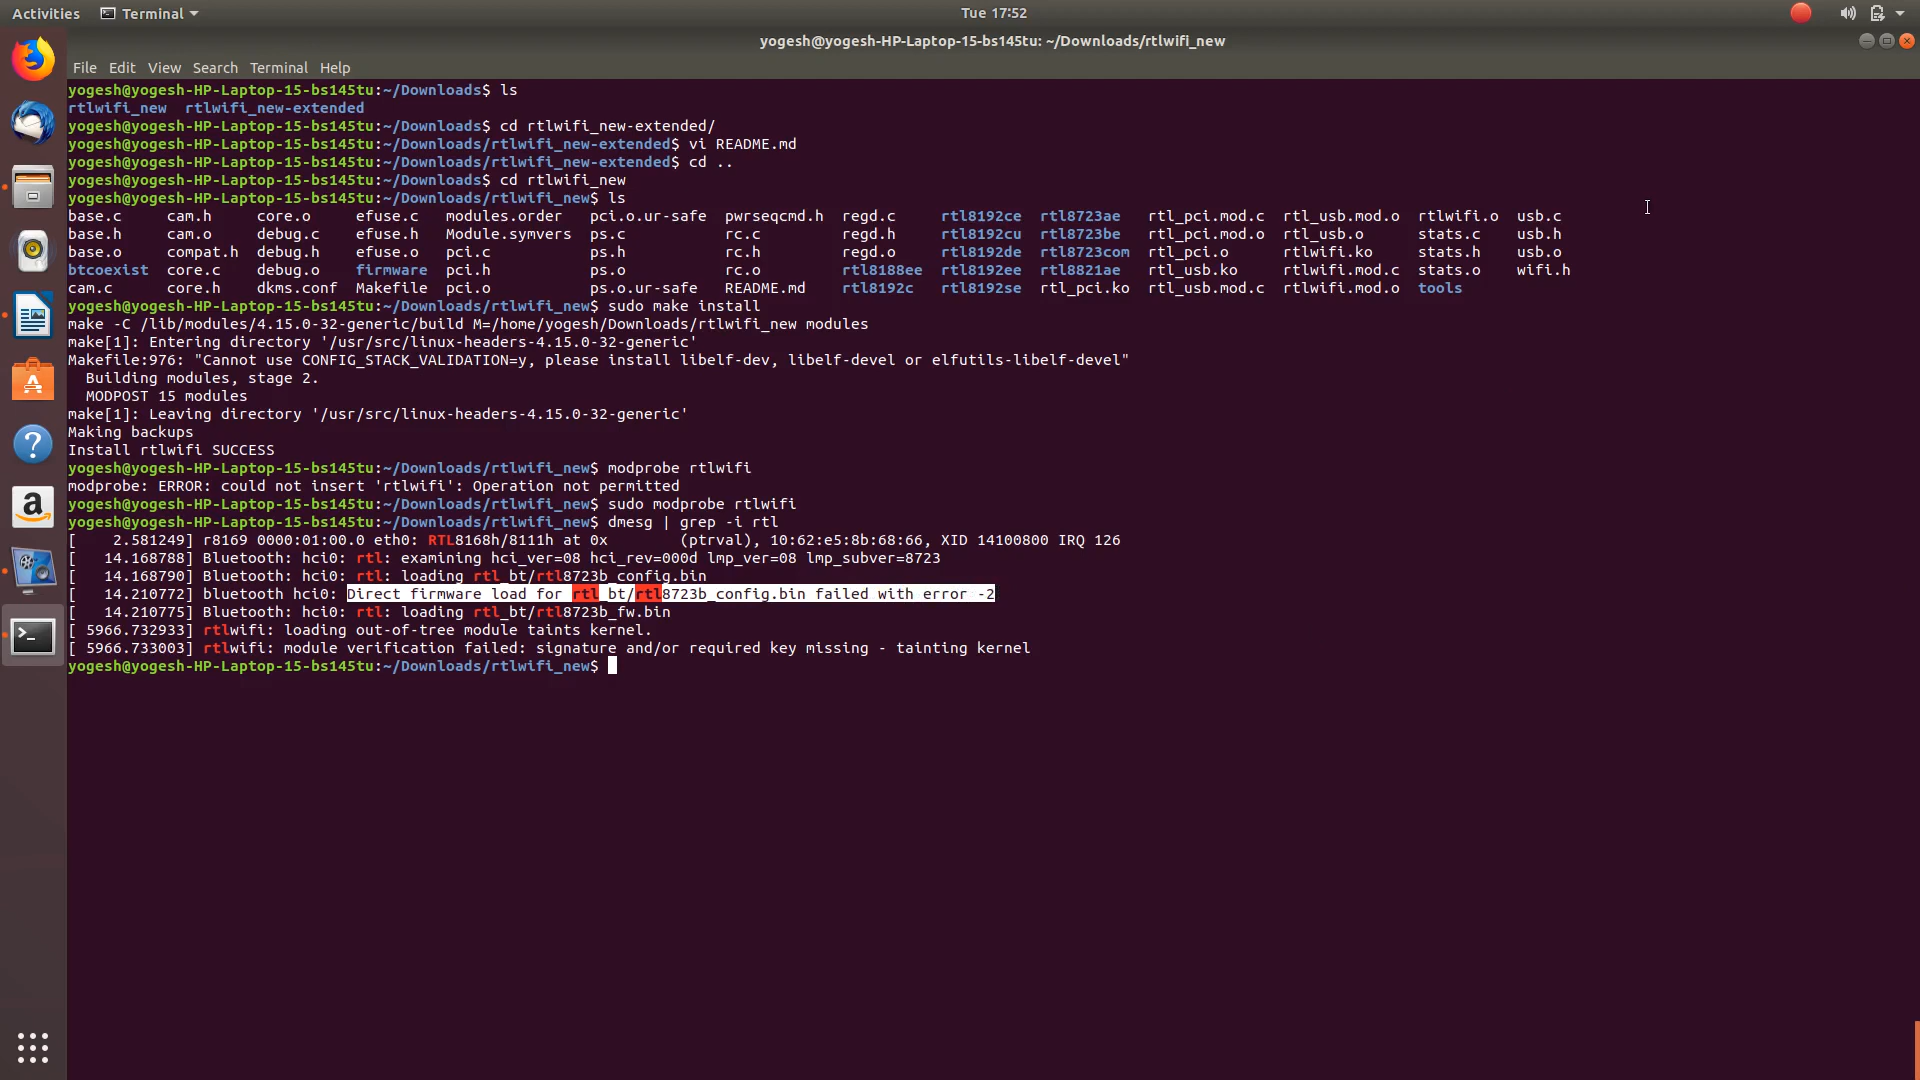 Activities Terminal Tue 17:52
yogesh@yogesh-HP-Laptop-15-bs145tu: ~/Downloads/rtlwifi_new
File Edit View Search Terminal Help
yogesh@yogesh-HP-Laptop-15-bs145tu:~/Downloads$ ls
rtlwifi_new  rtlwifi_new-extended
yogesh@yogesh-HP-Laptop-15-bs145tu:~/Downloads$ cd rtlwifi_new-extended/
yogesh@yogesh-HP-Laptop-15-bs145tu:~/Downloads/rtlwifi_new-extended$ vi README.md
yogesh@yogesh-HP-Laptop-15-bs145tu:~/Downloads/rtlwifi_new-extended$ cd ..
yogesh@yogesh-HP-Laptop-15-bs145tu:~/Downloads$ cd rtlwifi_new
yogesh@yogesh-HP-Laptop-15-bs145tu:~/Downloads/rtlwifi_new$ ls
base.c     cam.h     core.o     efuse.c   modules.order   pci.o.ur-safe  pwrseqcmd.h  regd.c     rtl8192ce  rtl8723ae   rtl_pci.mod.c  rtl_usb.mod.o  rtlwifi.o  usb.c
base.h     cam.o     debug.c    efuse.h   Module.symvers  ps.c           rc.c         regd.h     rtl8192cu  rtl8723be   rtl_pci.mod.o  rtl_usb.o      stats.c    usb.h
base.o     compat.h  debug.h    efuse.o   pci.c           ps.h           rc.h         regd.o     rtl8192de  rtl8723com  rtl_pci.o      rtlwifi.ko     stats.h    usb.o
btcoexist  core.c    debug.o    firmware  pci.h           ps.o           rc.o         rtl8188ee  rtl8192ee  rtl8821ae   rtl_usb.ko     rtlwifi.mod.c  stats.o    wifi.h
cam.c      core.h    dkms.conf  Makefile  pci.o           ps.o.ur-safe   README.md    rtl8192c   rtl8192se  rtl_pci.ko  rtl_usb.mod.c  rtlwifi.mod.o  tools
yogesh@yogesh-HP-Laptop-15-bs145tu:~/Downloads/rtlwifi_new$ sudo make install
make -C /lib/modules/4.15.0-32-generic/build M=/home/yogesh/Downloads/rtlwifi_new modules
make[1]: Entering directory '/usr/src/linux-headers-4.15.0-32-generic'
Makefile:976: "Cannot use CONFIG_STACK_VALIDATION=y, please install libelf-dev, libelf-devel or elfutils-libelf-devel"
  Building modules, stage 2.
  MODPOST 15 modules
make[1]: Leaving directory '/usr/src/linux-headers-4.15.0-32-generic'
Making backups
Install rtlwifi SUCCESS
yogesh@yogesh-HP-Laptop-15-bs145tu:~/Downloads/rtlwifi_new$ modprobe rtlwifi
modprobe: ERROR: could not insert 'rtlwifi': Operation not permitted
yogesh@yogesh-HP-Laptop-15-bs145tu:~/Downloads/rtlwifi_new$ sudo modprobe rtlwifi
yogesh@yogesh-HP-Laptop-15-bs145tu:~/Downloads/rtlwifi_new$ dmesg | grep -i rtl
[    2.581249] r8169 0000:01:00.0 eth0: RTL8168h/8111h at 0x        (ptrval), 10:62:e5:8b:68:66, XID 14100800 IRQ 126
[   14.168788] Bluetooth: hci0: rtl: examining hci_ver=08 hci_rev=000d lmp_ver=08 lmp_subver=8723
[   14.168790] Bluetooth: hci0: rtl: loading rtl_bt/rtl8723b_config.bin
[   14.210772] bluetooth hci0: Direct firmware load for rtl_bt/rtl8723b_config.bin failed with error -2
[   14.210775] Bluetooth: hci0: rtl: loading rtl_bt/rtl8723b_fw.bin
[ 5966.732933] rtlwifi: loading out-of-tree module taints kernel.
[ 5966.733003] rtlwifi: module verification failed: signature and/or required key missing - tainting kernel
yogesh@yogesh-HP-Laptop-15-bs145tu:~/Downloads/rtlwifi_new$